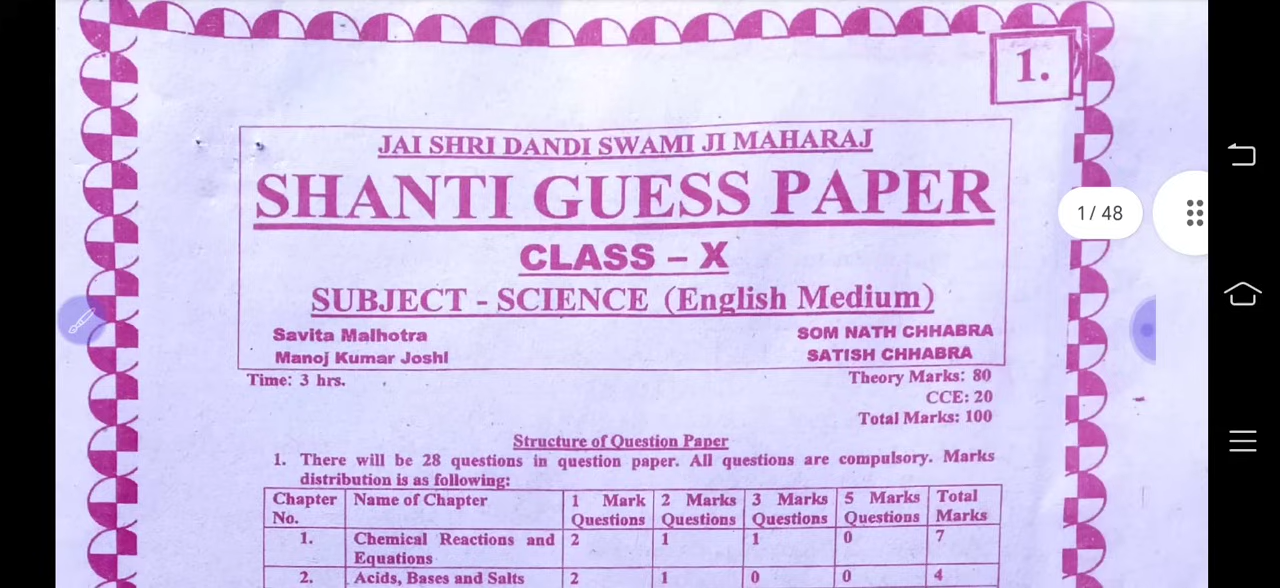 1.
JAI SHRI DANDI SWAMI JI MAHARAJ
SHANTI GUESS PAPER
1 / 48
CLASS – X
SUBJECT - SCIENCE (English Medium)
Savita Malhotra SOM NATH CHHABRA
Manoj Kumar Joshi SATISH CHHABRA
Time: 3 hrs. Theory Marks: 80
CCE: 20
Total Marks: 100
Structure of Question Paper
1. There will be 28 questions in question paper. All questions are compulsory. Marks
distribution is as following:
Chapter Name of Chapter 1 Mark 2 Marks 3 Marks 5 Marks Total
No. Questions Questions Questions Questions Marks
1. Chemical Reactions and 2 1 1 0 7
Equations
2. Acids, Bases and Salts 2 1 0 0 4